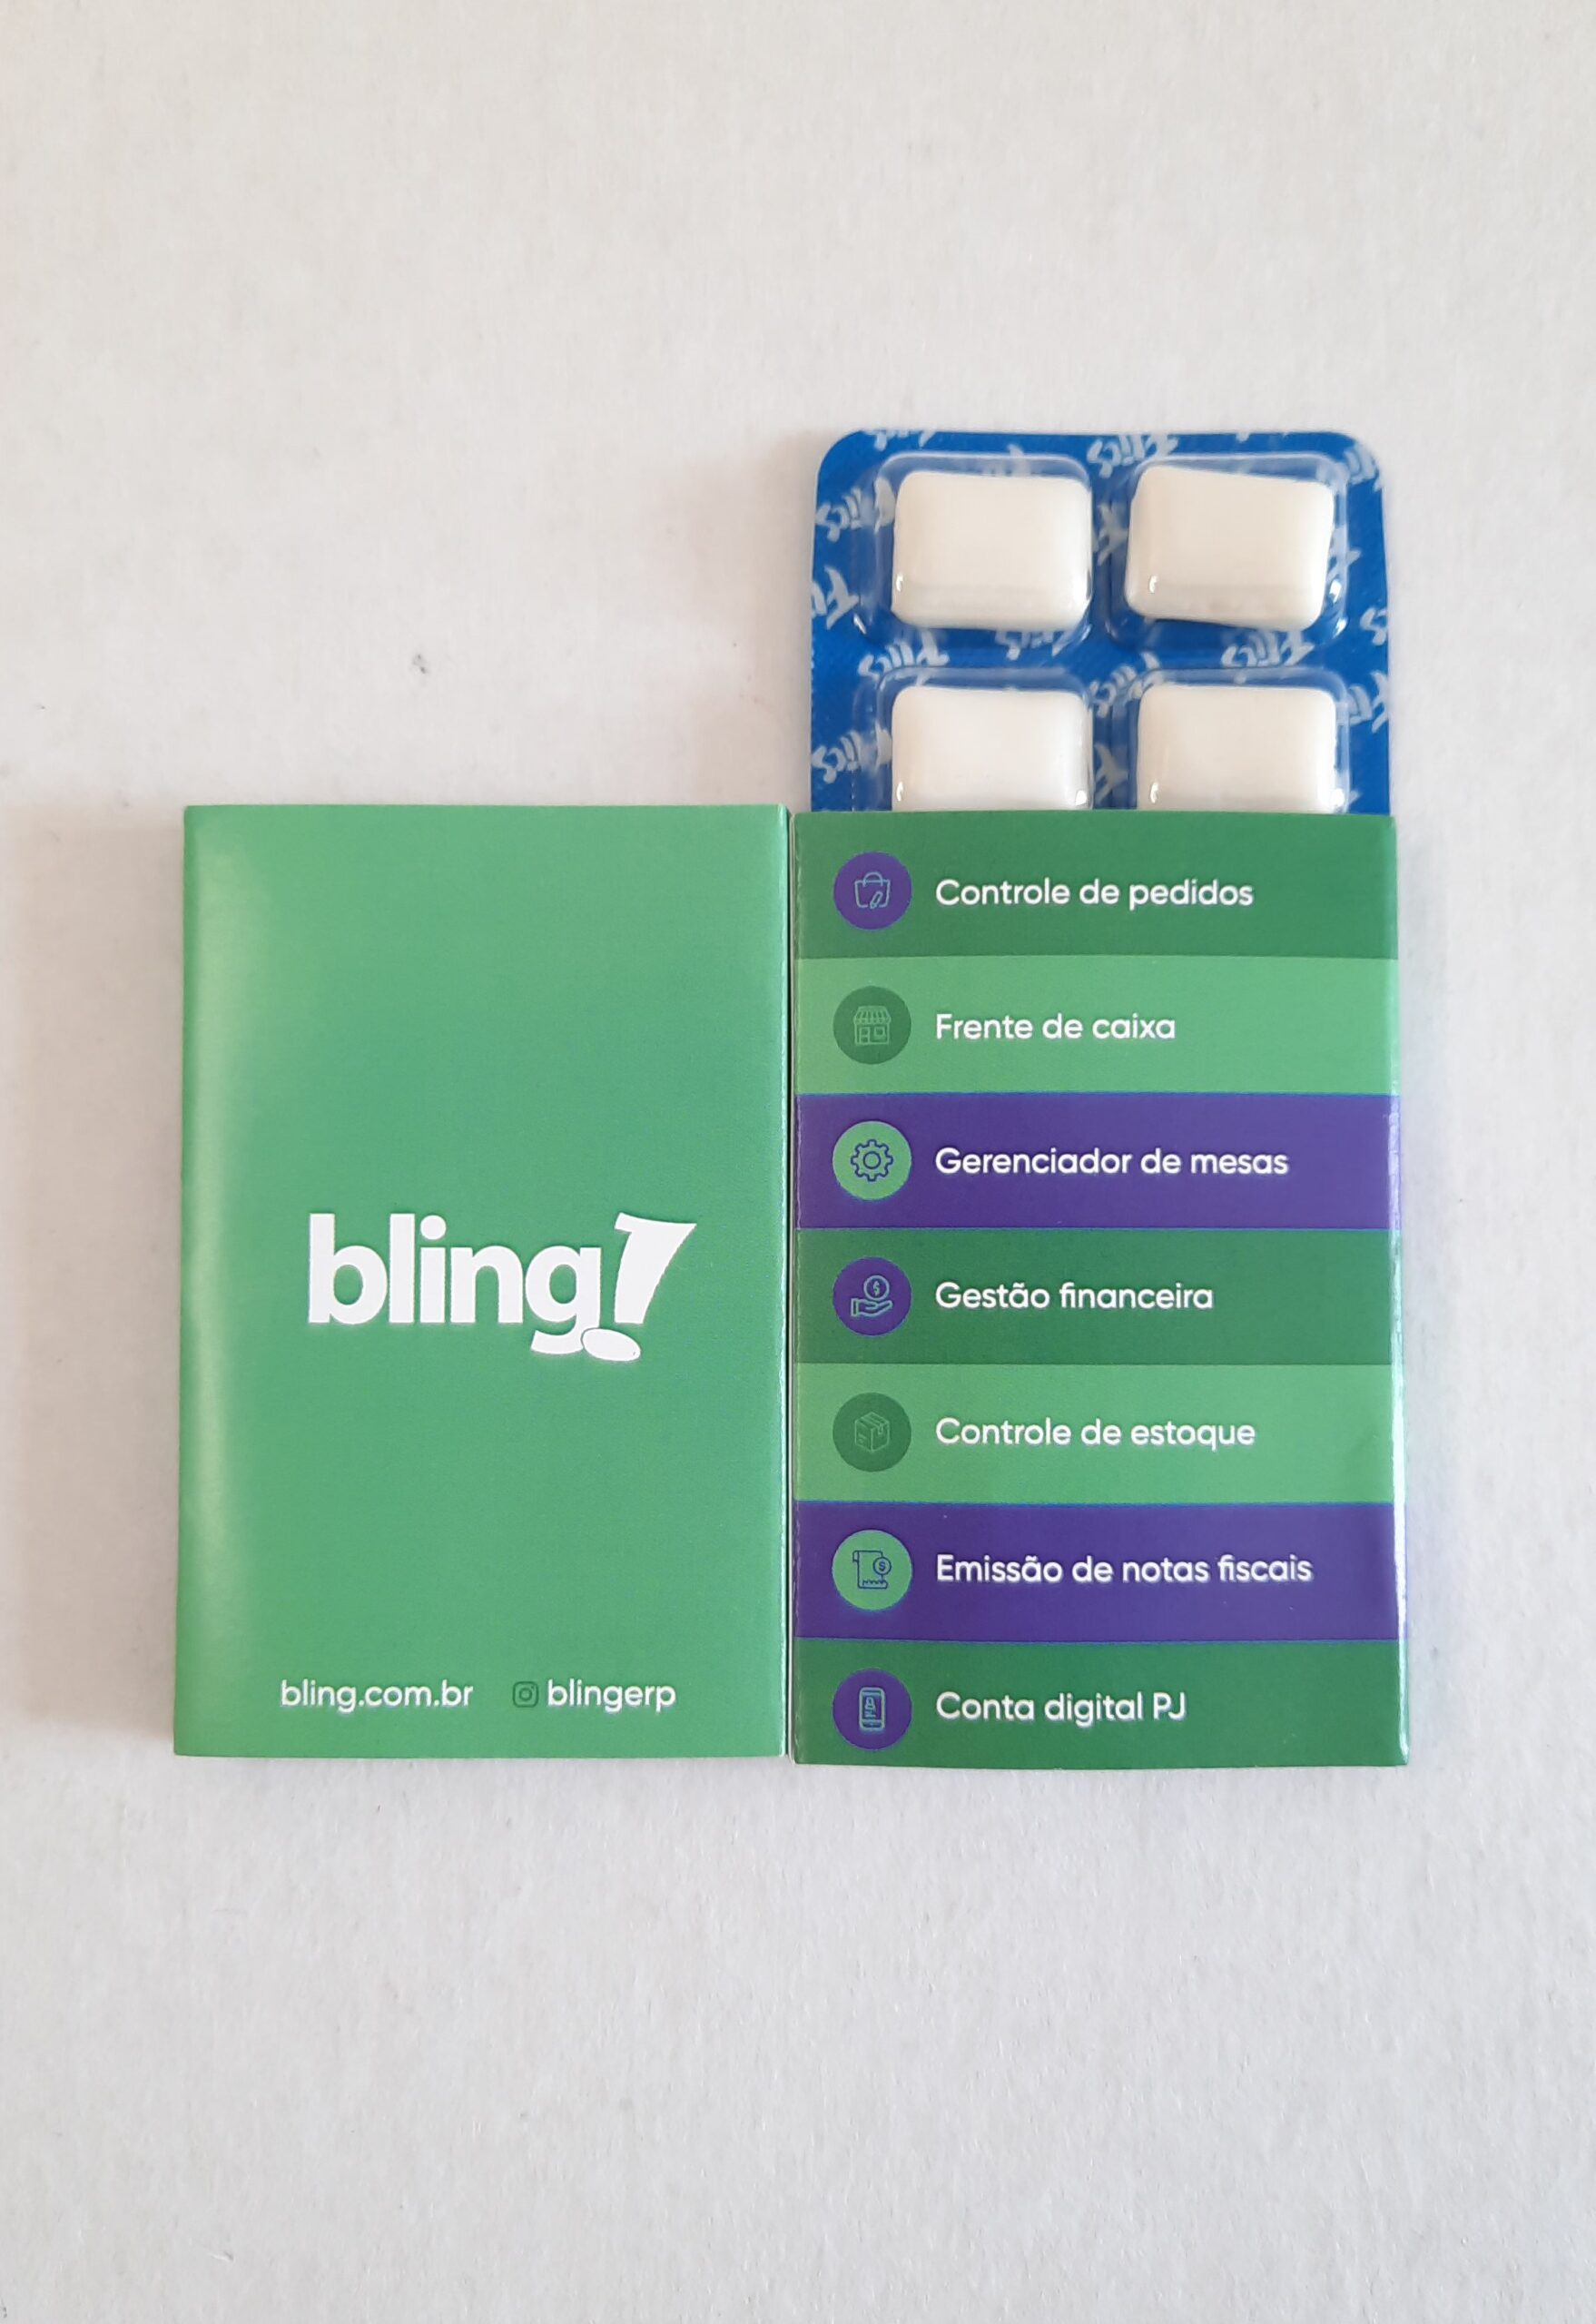 Flics
bling!
bling.com.br blingerp
Controle de pedidos
Frente de caixa
Gerenciador de mesas
Gestão financeira
Controle de estoque
Emissão de notas fiscais
Conta digital PJ